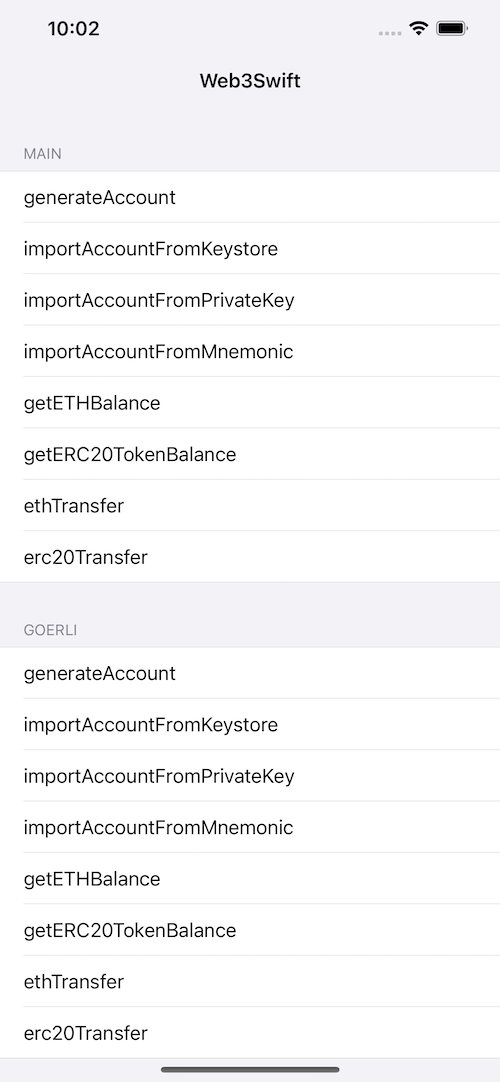 10:02
Web3Swift
MAIN
generateAccount
importAccountFromKeystore
importAccountFromPrivateKey
importAccountFromMnemonic
getETHBalance
getERC20TokenBalance
ethTransfer
erc20Transfer
GOERLI
generateAccount
importAccountFromKeystore
importAccountFromPrivateKey
importAccountFromMnemonic
getETHBalance
getERC20TokenBalance
ethTransfer
erc20Transfer